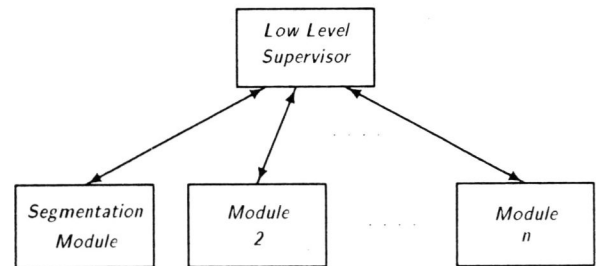 Low Level
Supervisor
Segmentation
Module
Module
2
Module
n